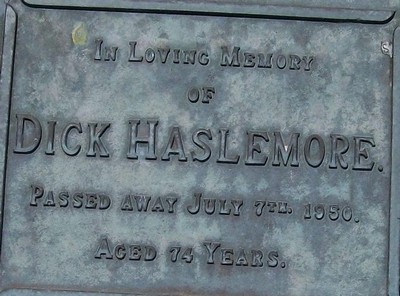 IN LOVING MEMORY
OF
DICK HASLEMORE.
PASSED AWAY JULY 7TH. 1950.
AGED 74 YEARS.